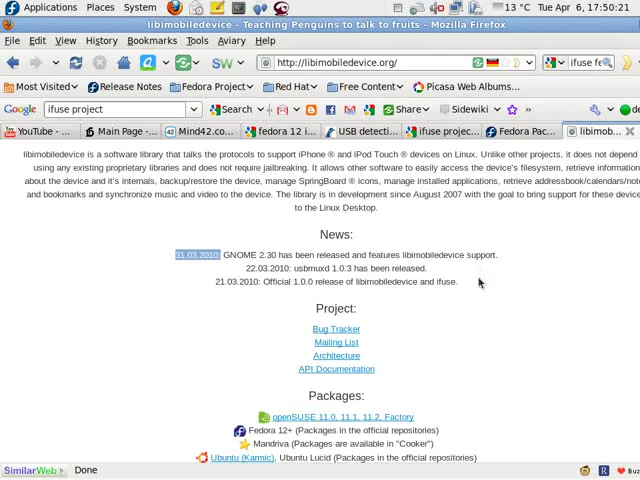 Applications Places System 13 °C Tue Apr 6, 17:50:21
libimobiledevice - Teaching Penguins to talk to fruits - Mozilla Firefox
File Edit View History Bookmarks Tools Aviary Help
SW http://libimobiledevice.org/ ifuse fe
Most Visited Release Notes Fedora Project Red Hat Free Content Picasa Web Albums...
Google ifuse project Search Share Sidewiki » de
YouTube - ... Main Page -... 42 Mind42.co... fedora 12 i... USB detecti... ifuse projec... Fedora Pac... libimob...
libimobiledevice is a software library that talks the protocols to support iPhone ® and iPod Touch ® devices on Linux. Unlike other projects, it does not depend
using any existing proprietary libraries and does not require jailbreaking. It allows other software to easily access the device's filesystem, retrieve information
about the device and it's internals, backup/restore the device, manage SpringBoard ® icons, manage installed applications, retrieve addressbook/calendars/note
and bookmarks and synchronize music and video to the device. The library is in development since August 2007 with the goal to bring support for these device
to the Linux Desktop.
News:
31.03.2010: GNOME 2.30 has been released and features libimobiledevice support.
22.03.2010: usbmuxd 1.0.3 has been released.
21.03.2010: Official 1.0.0 release of libimobiledevice and ifuse.
Project:
Bug Tracker
Mailing List
Architecture
API Documentation
Packages:
openSUSE 11.0, 11.1, 11.2, Factory
Fedora 12+ (Packages in the official repositories)
Mandriva (Packages are available in "Cooker")
Ubuntu (Karmic), Ubuntu Lucid (Packages in the official repositories)
SimilarWeb Done R Buz